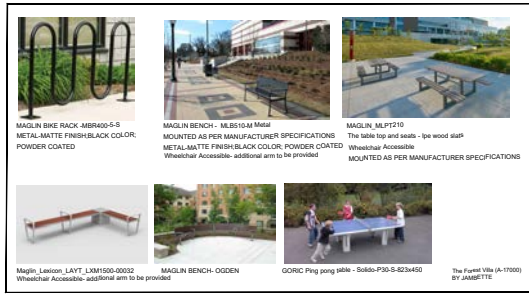 MAGLIN BIKE RACK -MBR400-5-S
METAL-MATTE FINISH;BLACK COLOR;
POWDER COATED
MAGLIN BENCH - MLB510-M Metal
MOUNTED AS PER MANUFACTURER SPECIFICATIONS
METAL-MATTE FINISH;BLACK COLOR; POWDER COATED
Wheelchair Accessible- additional arm to be provided
MAGLIN_MLPT210
The table top and seats - Ipe wood slats
Wheelchair Accessible
MOUNTED AS PER MANUFACTURER SPECIFICATIONS
Maglin_Lexicon_LAYT_LXM1500-00032
Wheelchair Accessible- additional arm to be provided
MAGLIN BENCH- OGDEN
GORIC Ping pong table - Solido-P30-S-823x450
The Forest Villa (A-17000)
BY JAMBETTE